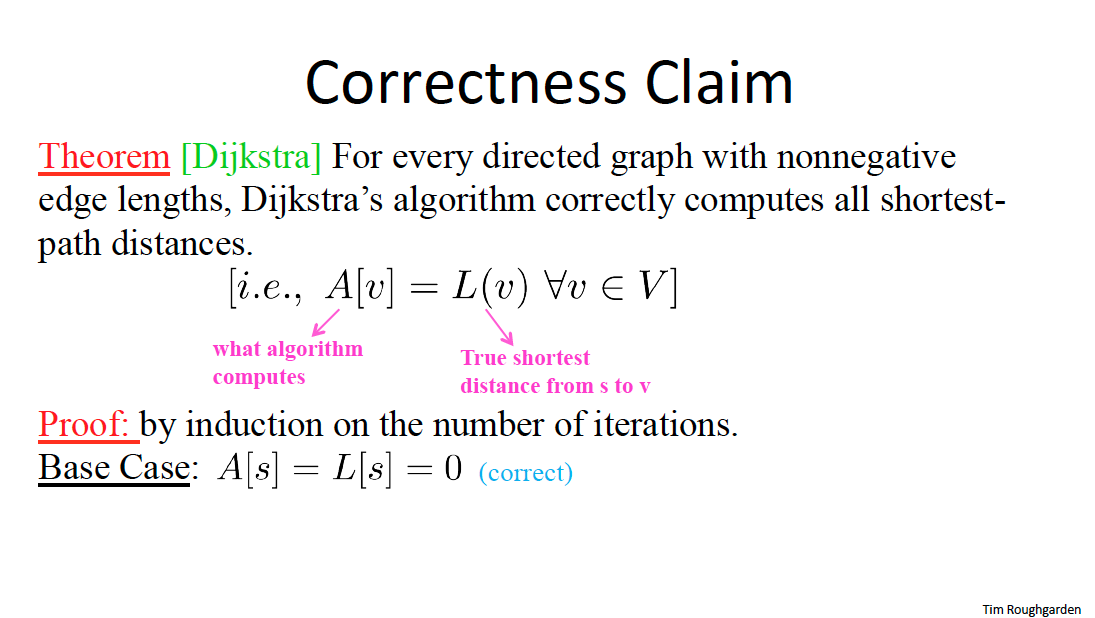 Correctness Claim
Theorem [Dijkstra] For every directed graph with nonnegative
edge lengths, Dijkstra’s algorithm correctly computes all shortest-
path distances.
[i.e., A[v] = L(v) ∀v ∈ V]
what algorithm
computes
True shortest
distance from s to v
Proof: by induction on the number of iterations.
Base Case: A[s] = L[s] = 0 (correct)
Tim Roughgarden